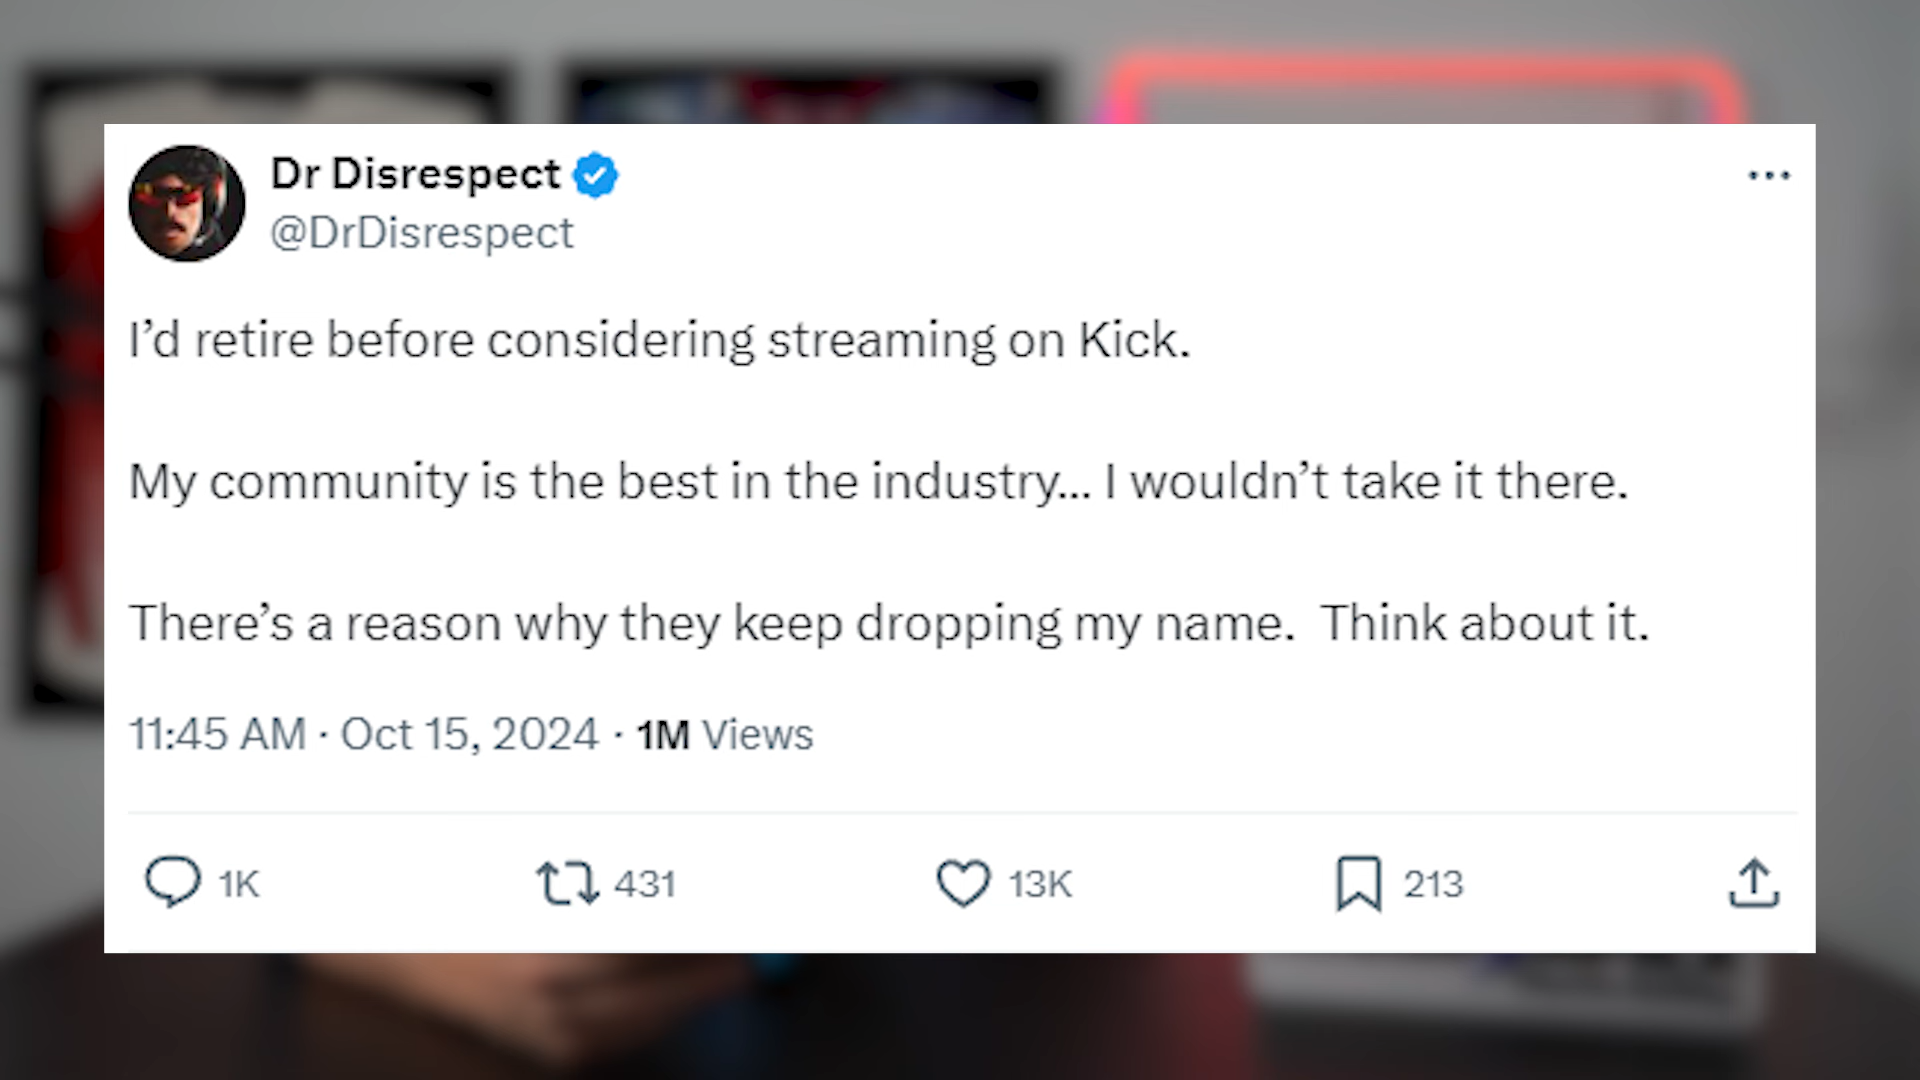 Dr Disrespect
@DrDisrespect
I’d retire before considering streaming on Kick.
My community is the best in the industry... I wouldn’t take it there.
There’s a reason why they keep dropping my name.  Think about it.
11:45 AM · Oct 15, 2024 · 1M Views
1K 431 13K 213